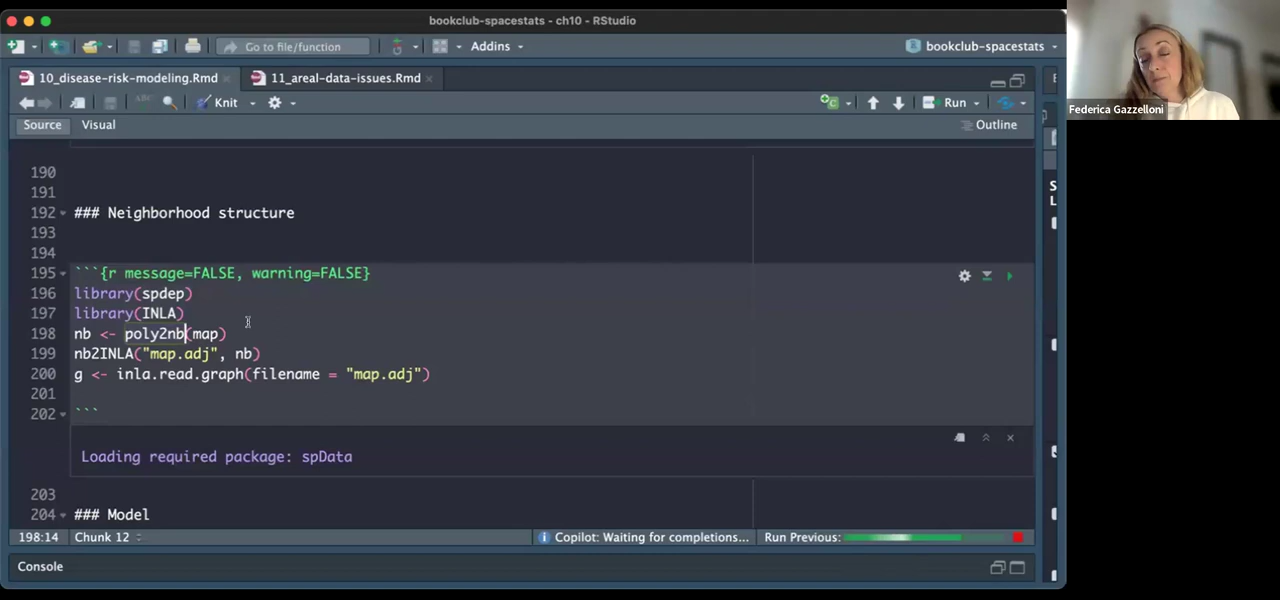 bookclub-spacestats - ch10 - RStudio
Go to file/function
Addins
bookclub-spacestats
10_disease-risk-modeling.Rmd
11_areal-data-issues.Rmd
ABC
Knit
Run
Source
Visual
Outline
190
191
192 ### Neighborhood structure
193
194
195 ```{r message=FALSE, warning=FALSE}
196 library(spdep)
197 library(INLA)
198 nb <- poly2nb(map)
199 nb2INLA("map.adj", nb)
200 g <- inla.read.graph(filename = "map.adj")
201
202 ```
Loading required package: spData
203
204 ### Model
198:14
Chunk 12
Copilot: Waiting for completions...
Run Previous:
Console
S
L
Federica Gazzelloni